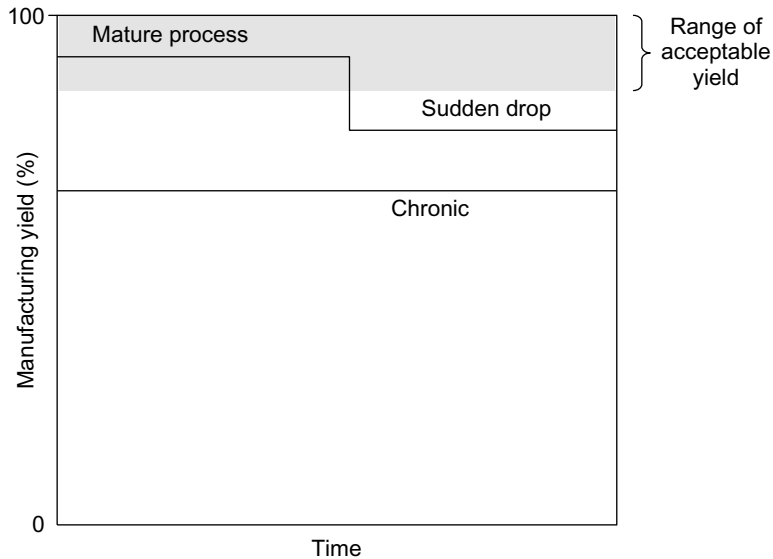 100
Mature process
Range of
acceptable
yield
Sudden drop
Manufacturing yield (%)
Chronic
0
Time